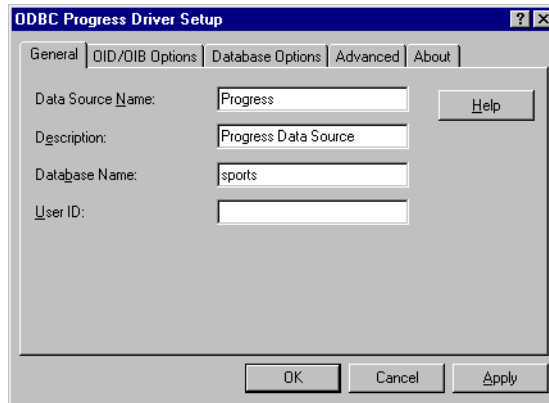 ODBC Progress Driver Setup
General OID/OIB Options Database Options Advanced About
Data Source Name: Progress
Help
Description: Progress Data Source
Database Name: sports
User ID:
OK Cancel Apply